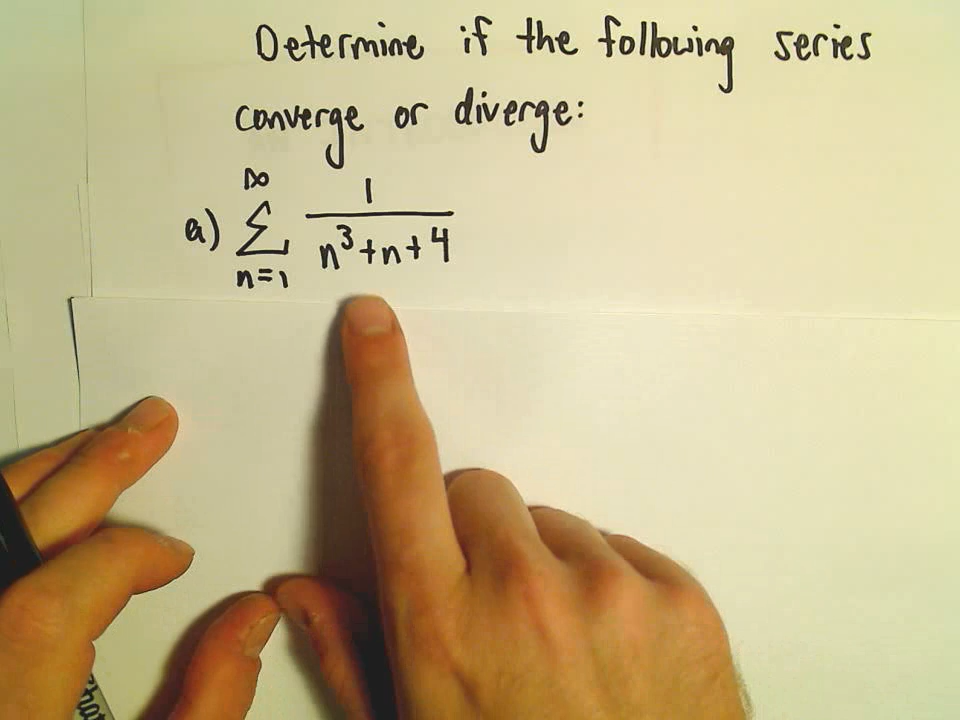 Determine if the following series
converge or diverge:
a) ∞ ∑ n=1 1/(n³+n+4)